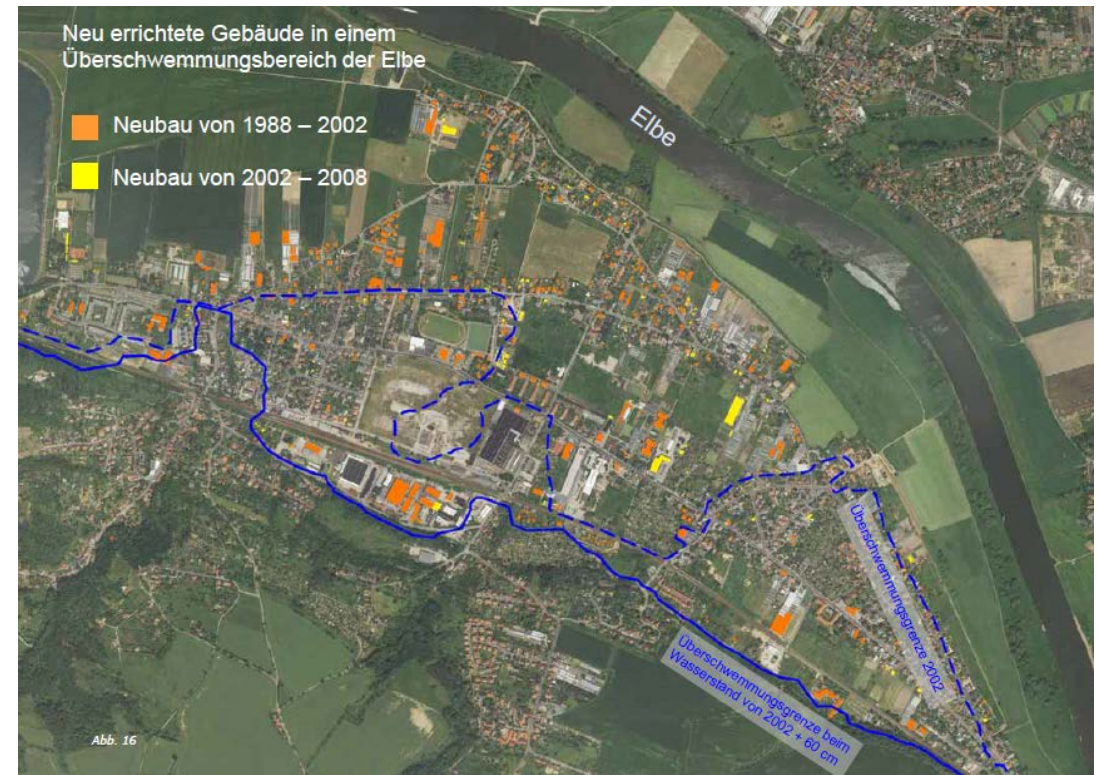 Neu errichtete Gebäude in einem
Überschwemmungsbereich der Elbe
Neubau von 1988 – 2002
Neubau von 2002 – 2008
Elbe
Überschwemmungsgrenze 2002
Überschwemmungsgrenze beim
Wasserstand von 2002 + 60 cm
Abb. 16